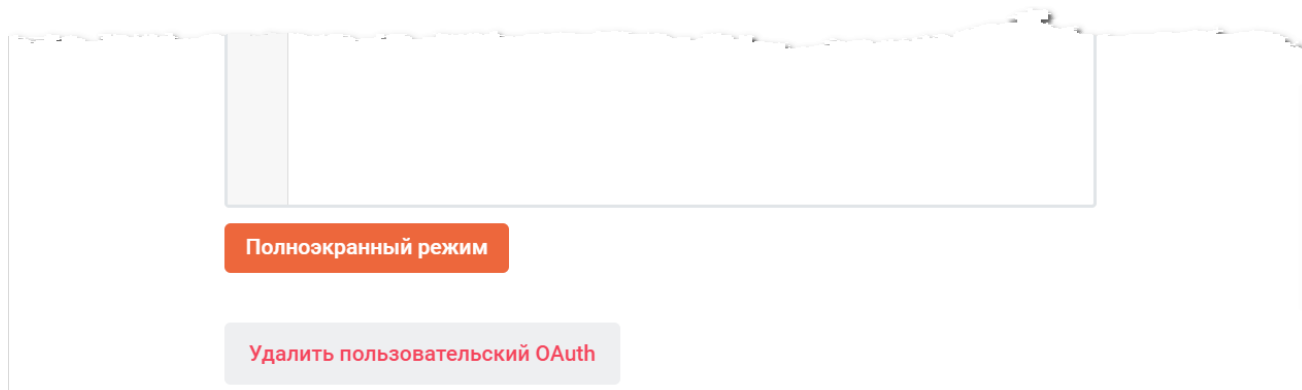 Полноэкранный режим
Удалить пользовательский OAuth